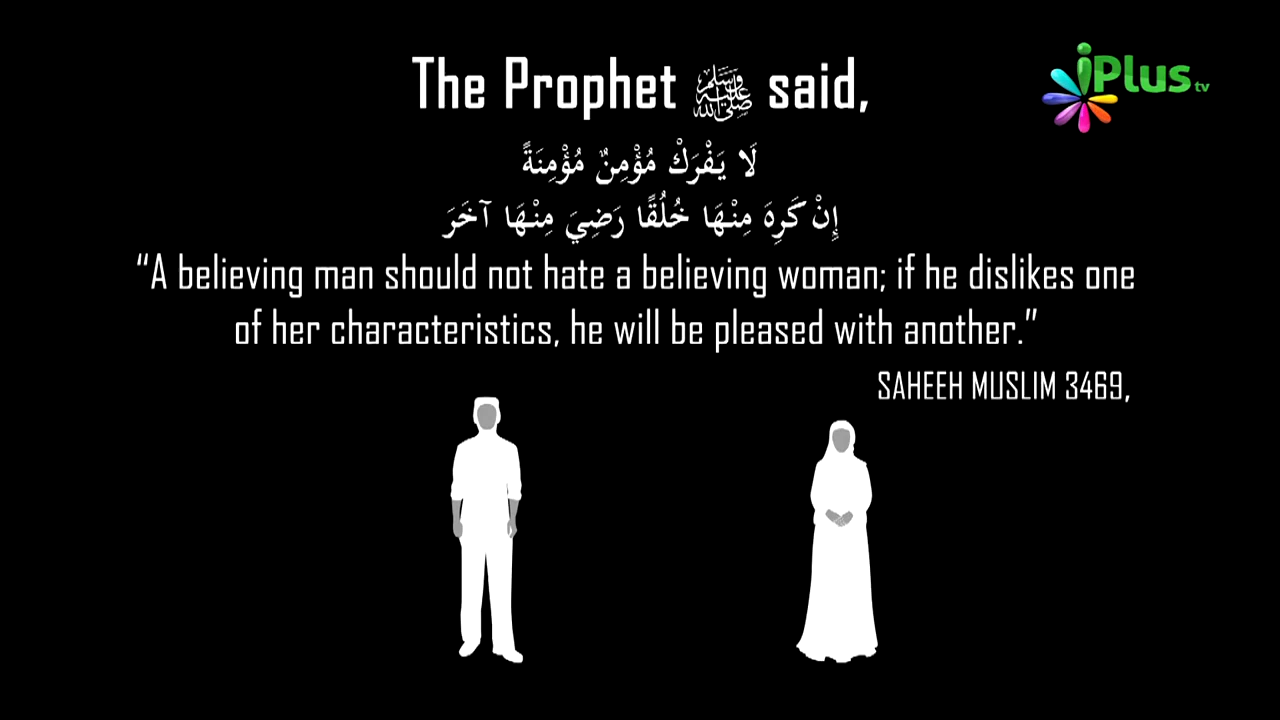 The Prophet ﷺ said,
iPlus tv
لَا يَفْرَكْ مُؤْمِنٌ مُؤْمِنَةً
إِنْ كَرِهَ مِنْهَا خُلُقًا رَضِيَ مِنْهَا آخَرَ
“A believing man should not hate a believing woman; if he dislikes one
of her characteristics, he will be pleased with another.”
SAHEEH MUSLIM 3469,